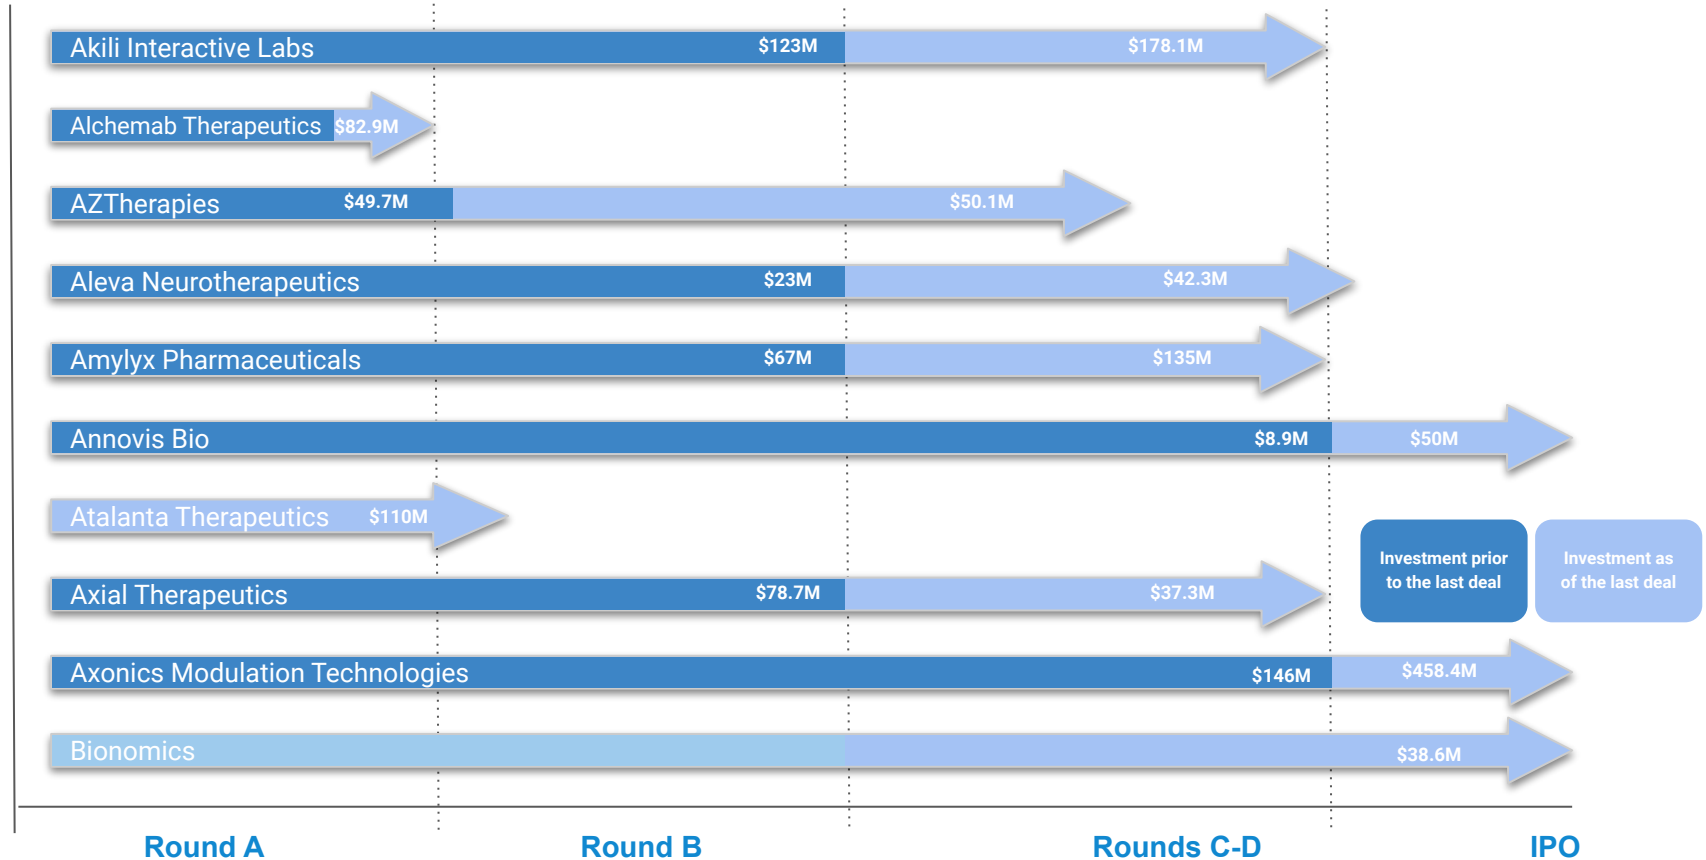 Akili Interactive Labs $123M $178.1M
Alchemab Therapeutics $82.9M
AZTherapies $49.7M $50.1M
Aleva Neurotherapeutics $23M $42.3M
Amylyx Pharmaceuticals $67M $135M
Annovis Bio $8.9M $50M
Atalanta Therapeutics $110M
Investment prior
to the last deal
Investment as
of the last deal
Axial Therapeutics $78.7M $37.3M
Axonics Modulation Technologies $146M $458.4M
Bionomics $38.6M
Round A Round B Rounds C-D IPO